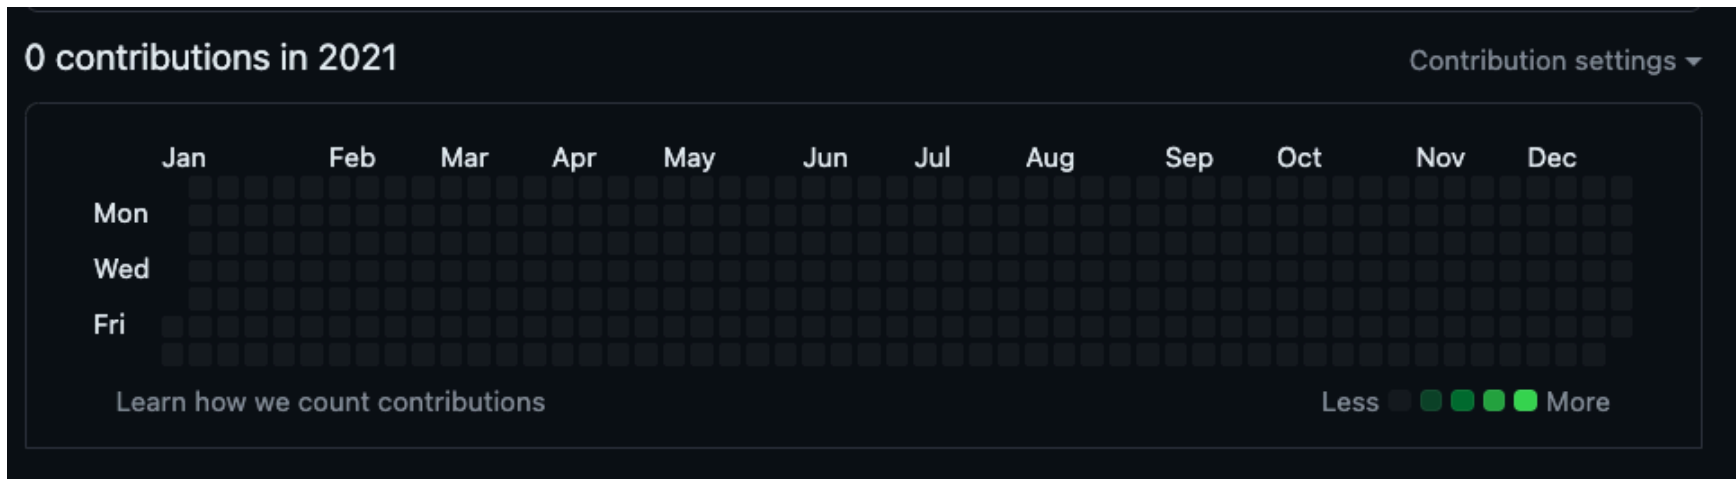 0 contributions in 2021
Contribution settings
Jan Feb Mar Apr May Jun Jul Aug Sep Oct Nov Dec
Mon
Wed
Fri
Learn how we count contributions
Less More